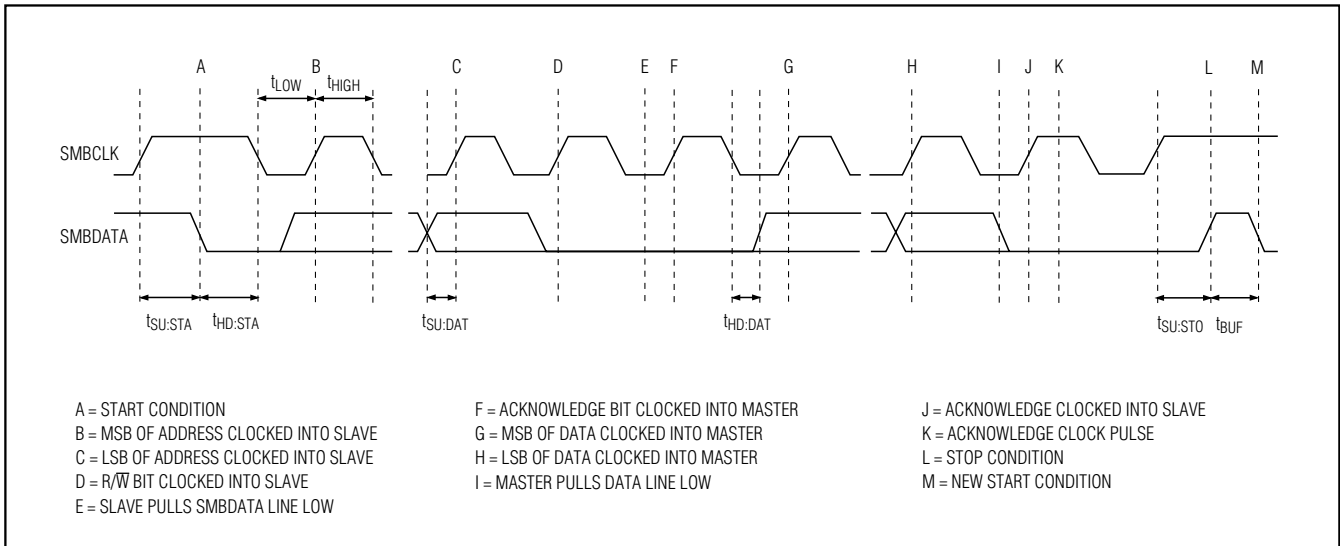 A B C D E F G H I J K L M
tLOW tHIGH
SMBCLK
SMBDATA
tSU:STA tHD:STA tSU:DAT tHD:DAT tSU:STO tBUF
A = START CONDITION
B = MSB OF ADDRESS CLOCKED INTO SLAVE
C = LSB OF ADDRESS CLOCKED INTO SLAVE
D = R/W̅ BIT CLOCKED INTO SLAVE
E = SLAVE PULLS SMBDATA LINE LOW
F = ACKNOWLEDGE BIT CLOCKED INTO MASTER
G = MSB OF DATA CLOCKED INTO MASTER
H = LSB OF DATA CLOCKED INTO MASTER
I = MASTER PULLS DATA LINE LOW
J = ACKNOWLEDGE CLOCKED INTO SLAVE
K = ACKNOWLEDGE CLOCK PULSE
L = STOP CONDITION
M = NEW START CONDITION